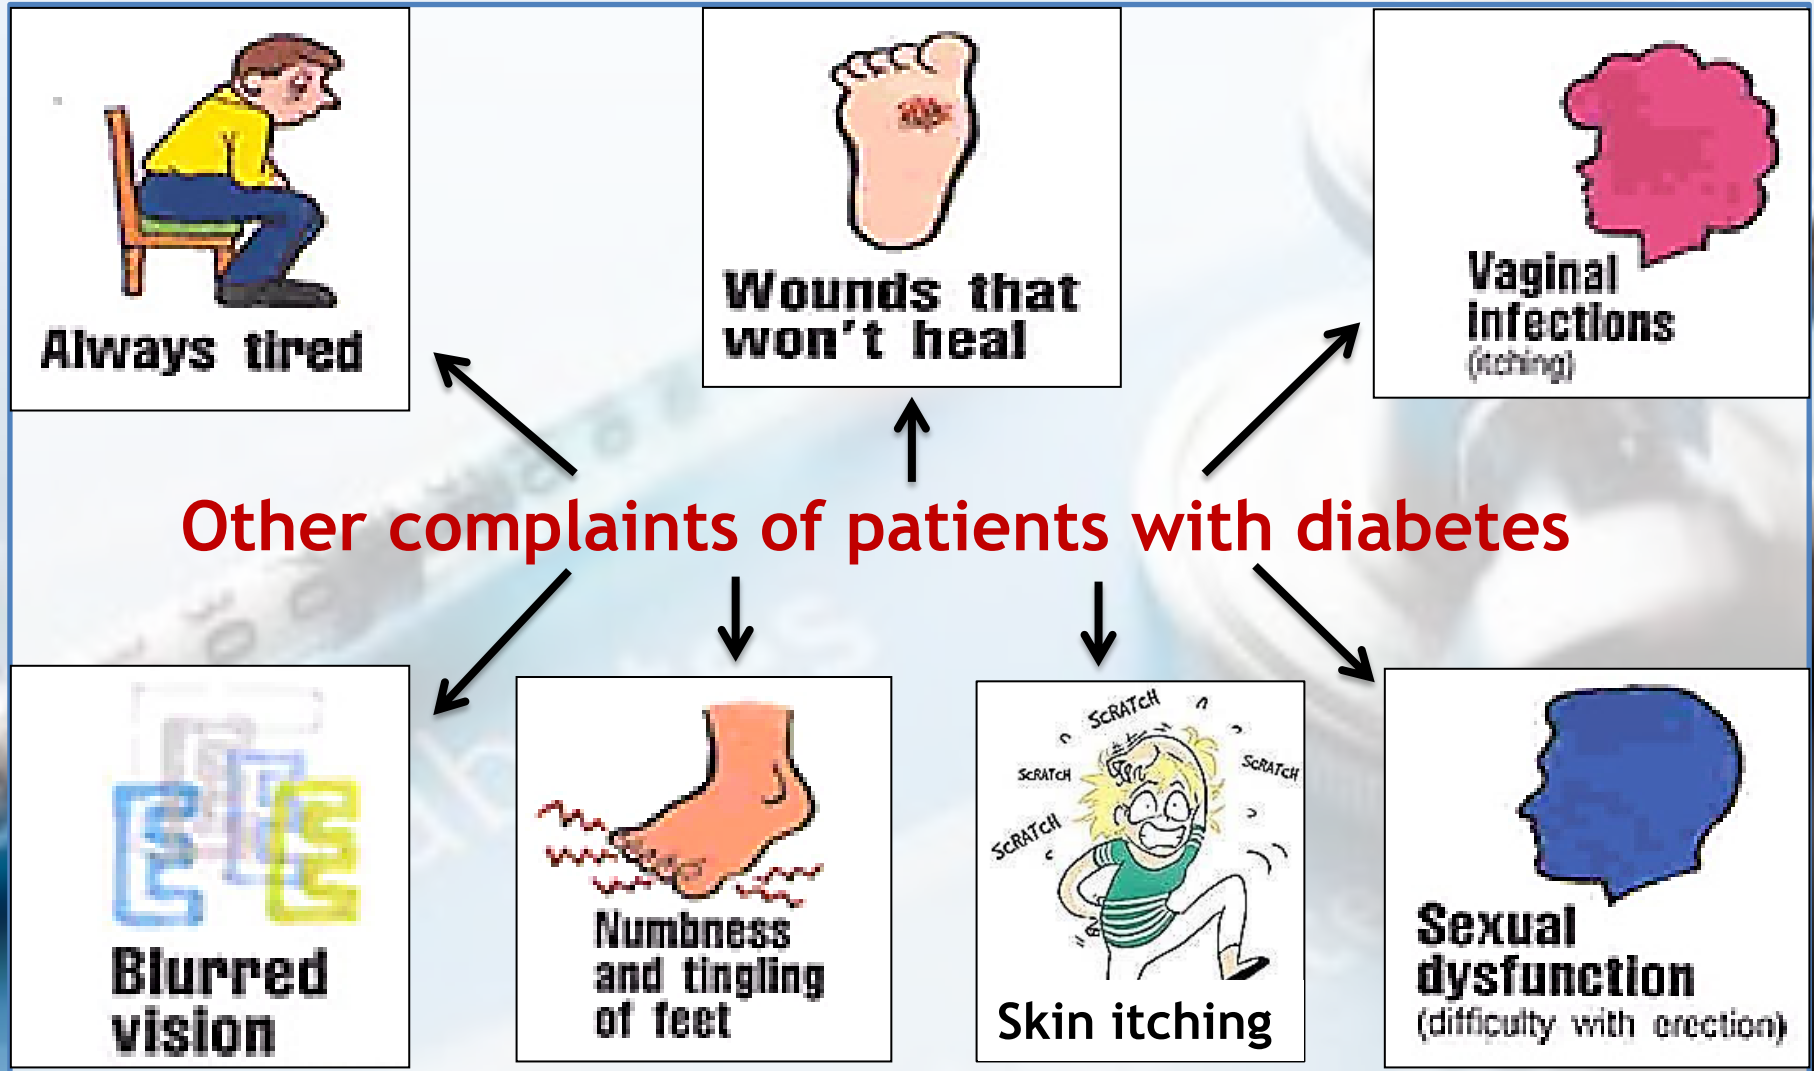 Always tired
Wounds that
won't heal
Vaginal
infections
(itching)
Other complaints of patients with diabetes
Blurred
vision
Numbness
and tingling
of feet
SCRATCH
SCRATCH
SCRATCH
SCRATCH
Skin itching
Sexual
dysfunction
(difficulty with erection)